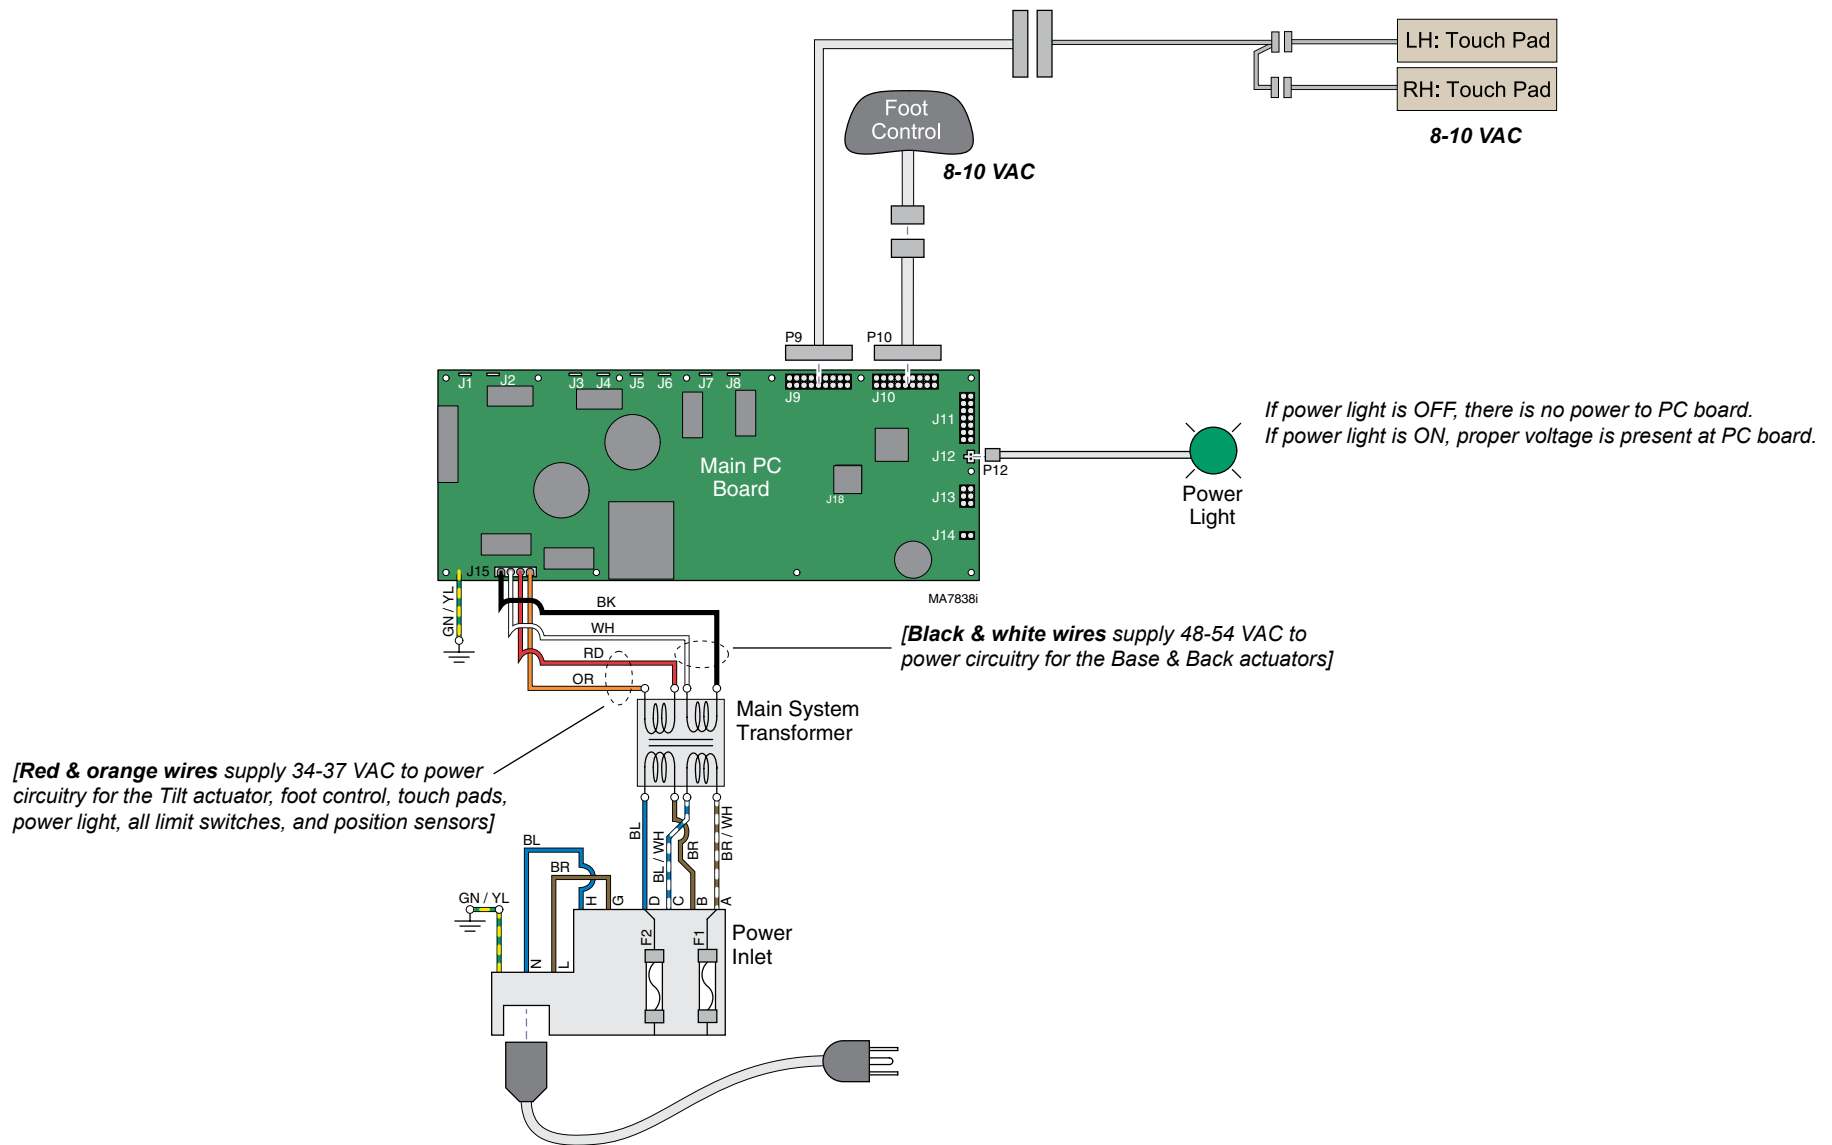 LH: Touch Pad
RH: Touch Pad
8-10 VAC
Foot
Control
8-10 VAC
P9
P10
J1
J2
J3
J4
J5
J6
J7
J8
J9
J10
J11
J12
P12
J13
J14
J18
J15
Main PC
Board
If power light is OFF, there is no power to PC board.
If power light is ON, proper voltage is present at PC board.
Power
Light
MA7838i
GN / YL
BK
WH
RD
OR
[Black & white wires supply 48-54 VAC to
power circuitry for the Base & Back actuators]
Main System
Transformer
[Red & orange wires supply 34-37 VAC to power
circuitry for the Tilt actuator, foot control, touch pads,
power light, all limit switches, and position sensors]
BL
BL / WH
BR
BR / WH
BL
BR
GN / YL
H
G
D
C
B
A
N
L
F2
F1
Power
Inlet